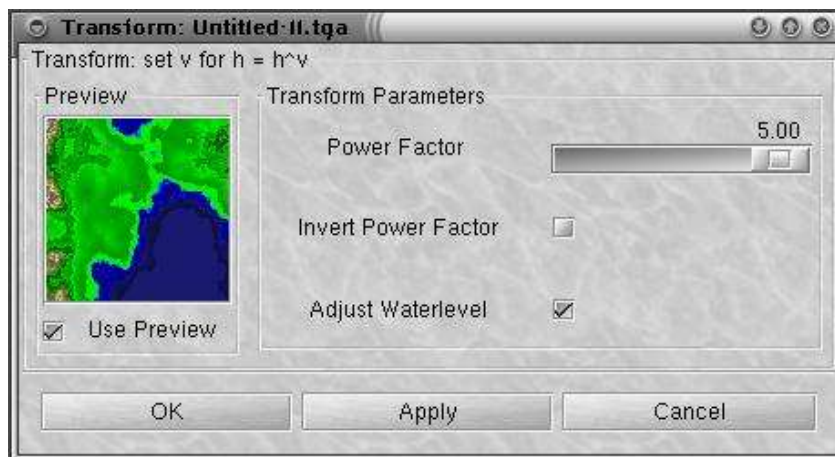 Transform: Untitled-II.tga
Transform: set v for h = h^v
Preview
Use Preview
Transform Parameters
Power Factor
5.00
Invert Power Factor
Adjust Waterlevel
OK
Apply
Cancel